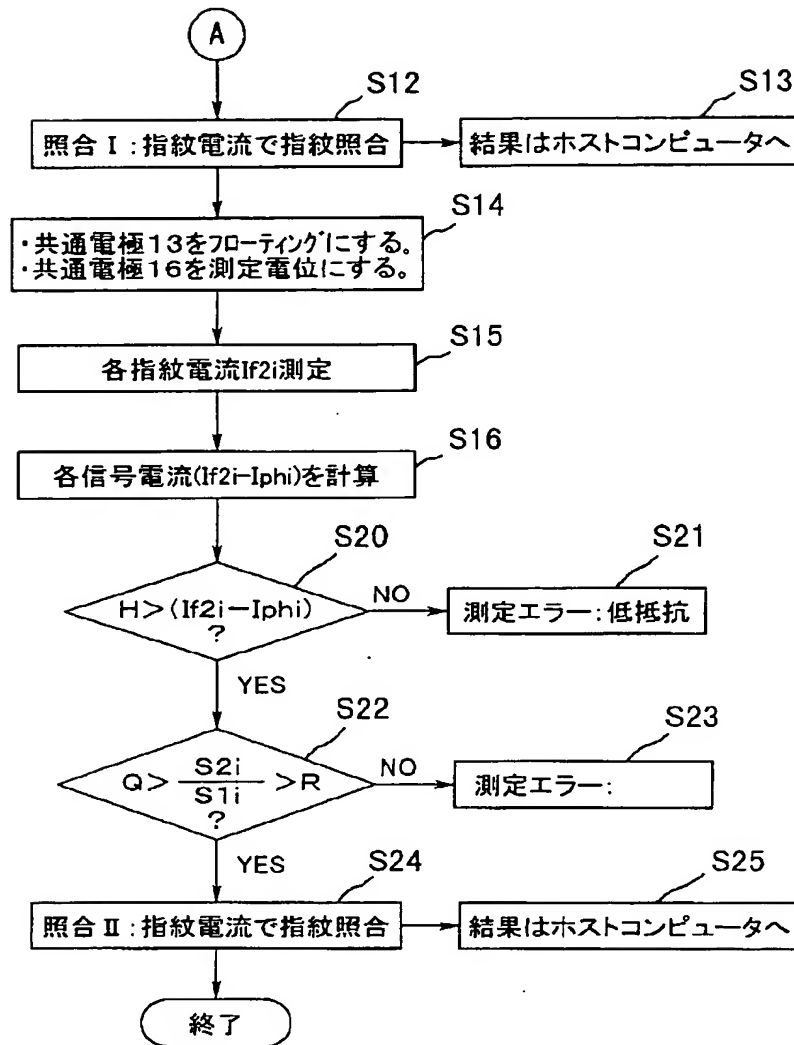 A
S12
S13
照合Ⅰ:指紋電流で指紋照合
結果はホストコンピュータへ
S14
・共通電極13をフローティングにする。
・共通電極16を測定電位にする。
S15
各指紋電流If2i測定
S16
各信号電流(If2i-Iphi)を計算
S20
S21
H>(If2i-Iphi)
?
NO
測定エラー:低抵抗
YES
S22
S23
Q> S2i/S1i >R
?
NO
測定エラー:
YES
S24
S25
照合Ⅱ:指紋電流で指紋照合
結果はホストコンピュータへ
終了